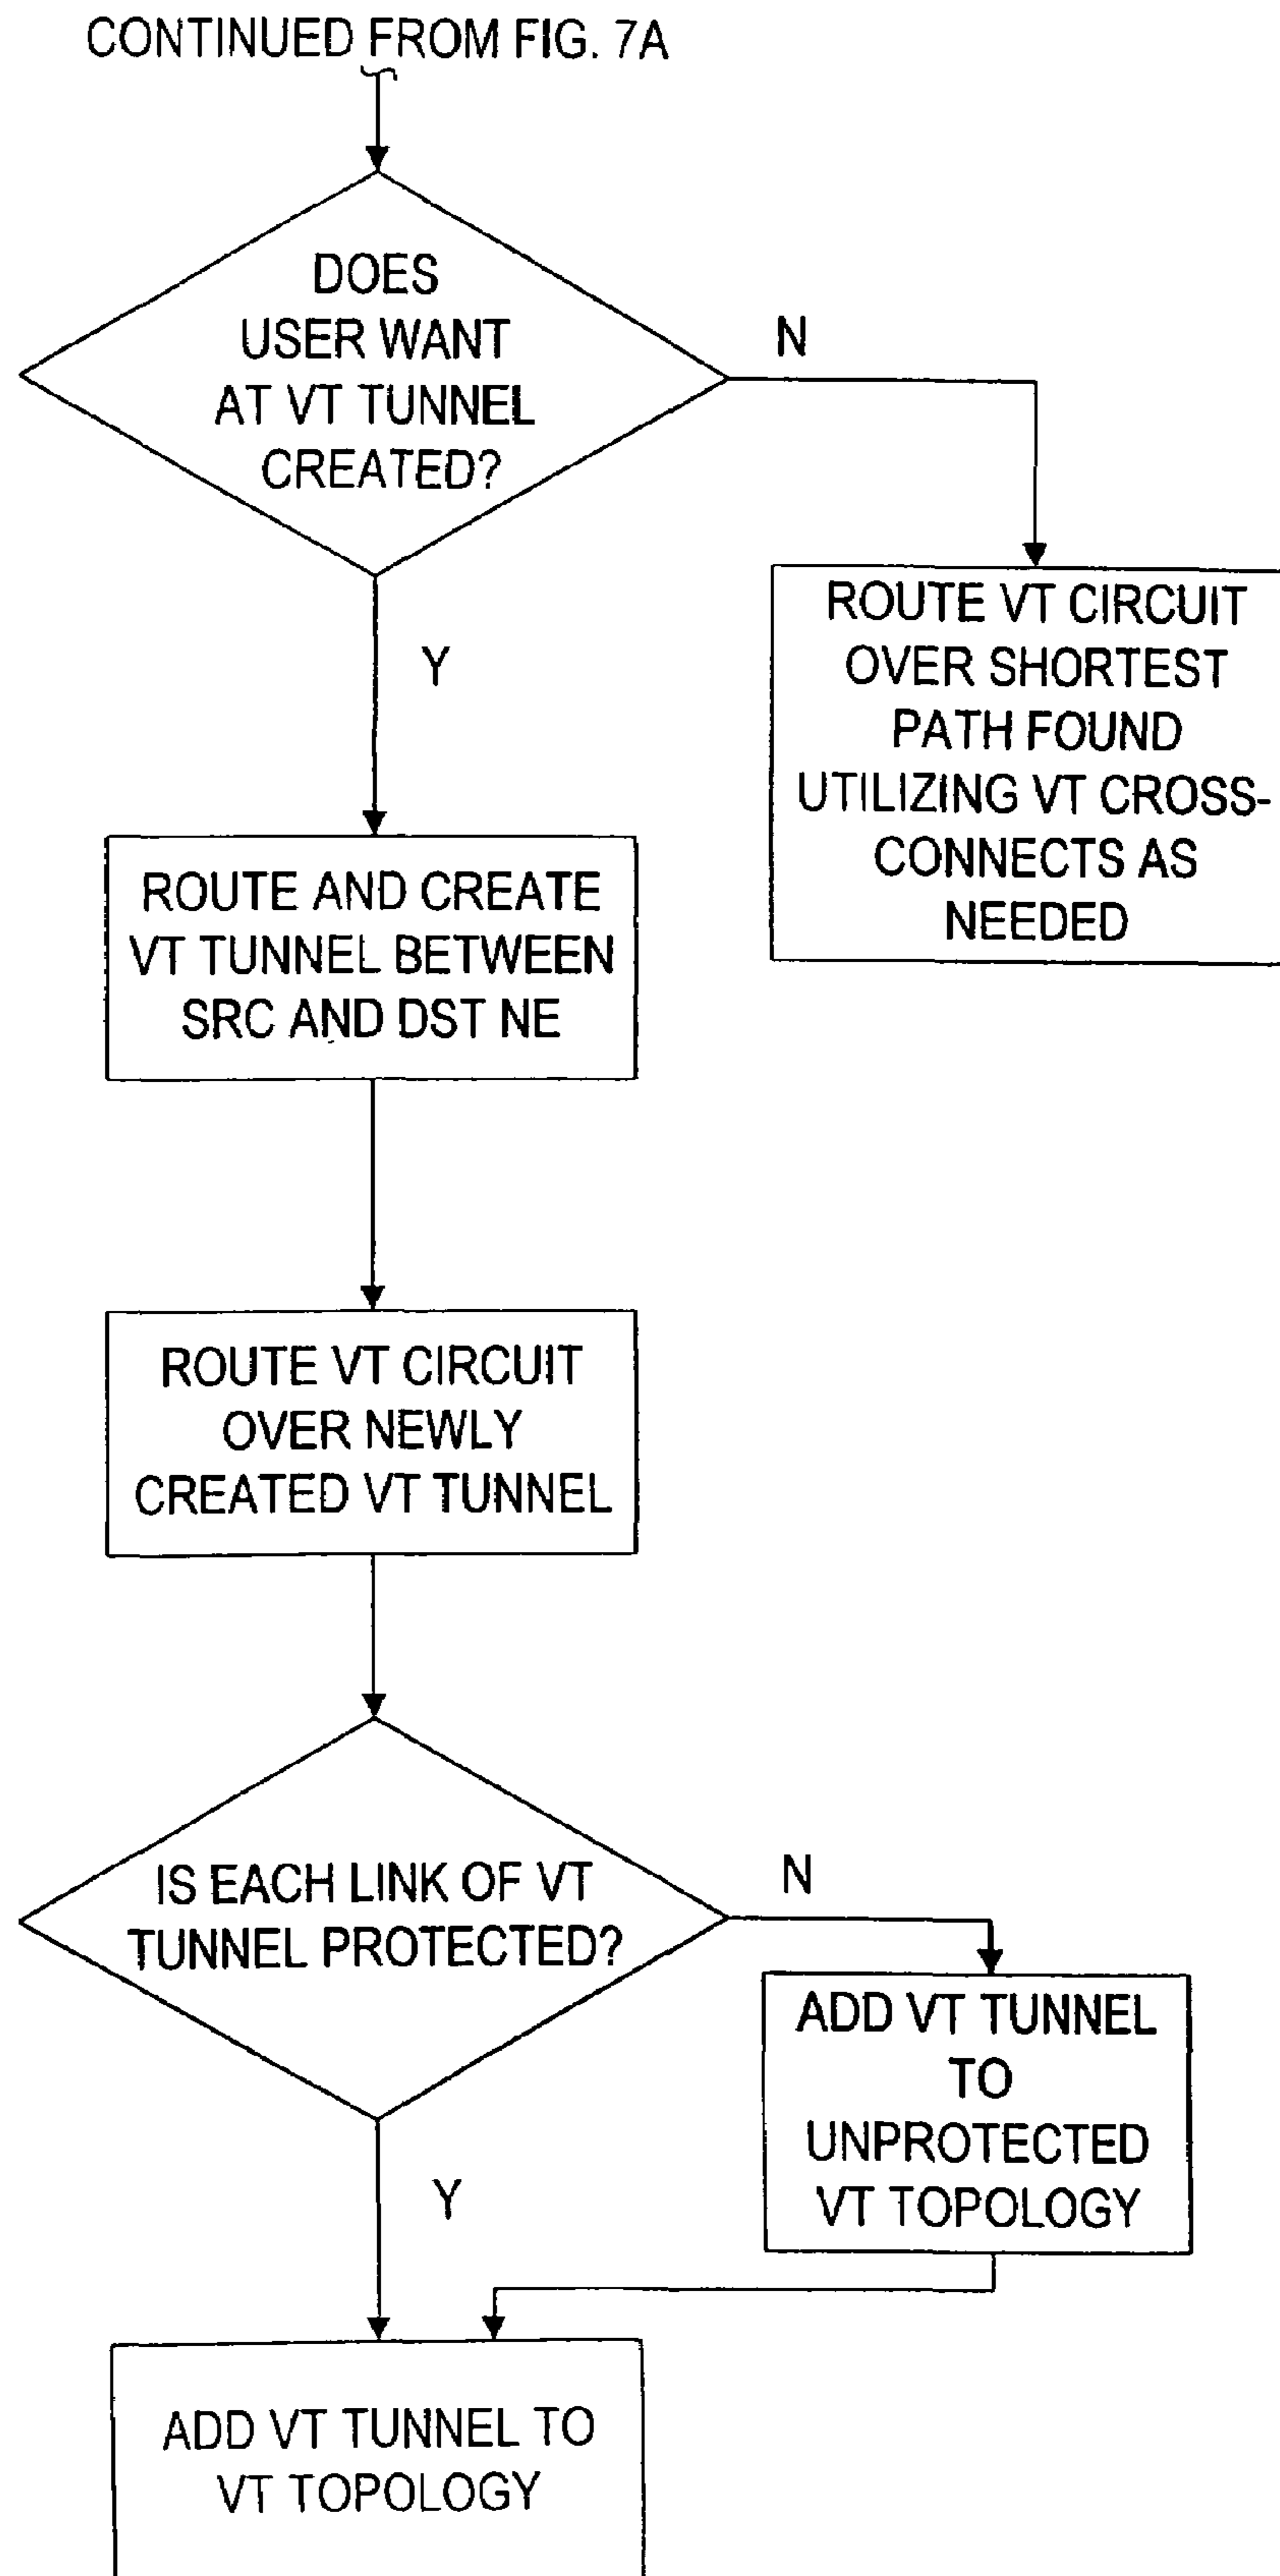 CONTINUED FROM FIG. 7A
DOES
USER WANT
AT VT TUNNEL
CREATED?
N
ROUTE VT CIRCUIT
OVER SHORTEST
PATH FOUND
UTILIZING VT CROSS-
CONNECTS AS
NEEDED
Y
ROUTE AND CREATE
VT TUNNEL BETWEEN
SRC AND DST NE
ROUTE VT CIRCUIT
OVER NEWLY
CREATED VT TUNNEL
IS EACH LINK OF VT
TUNNEL PROTECTED?
N
ADD VT TUNNEL
TO
UNPROTECTED
VT TOPOLOGY
Y
ADD VT TUNNEL TO
VT TOPOLOGY